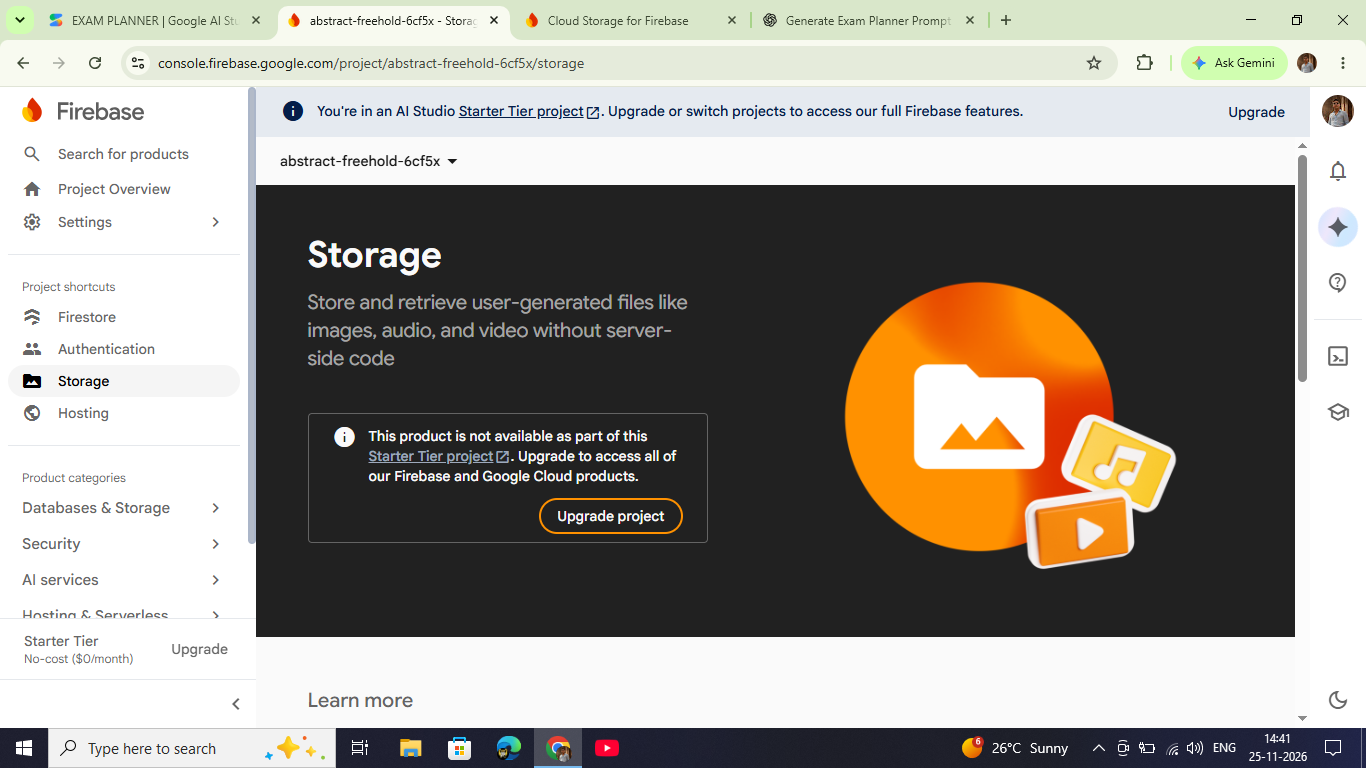 EXAM PLANNER | Google AI Stu
abstract-freehold-6cf5x - Storag
Cloud Storage for Firebase
Generate Exam Planner Prompt
console.firebase.google.com/project/abstract-freehold-6cf5x/storage
Ask Gemini
Firebase
Search for products
Project Overview
Settings
Project shortcuts
Firestore
Authentication
Storage
Hosting
Product categories
Databases & Storage
Security
AI services
Hosting & Serverless
Starter Tier
No-cost ($0/month)
Upgrade
You're in an AI Studio Starter Tier project. Upgrade or switch projects to access our full Firebase features.
Upgrade
abstract-freehold-6cf5x
Storage
Store and retrieve user-generated files like
images, audio, and video without server-
side code
This product is not available as part of this
Starter Tier project. Upgrade to access all of
our Firebase and Google Cloud products.
Upgrade project
Learn more
Type here to search
6
26°C Sunny
ENG
14:41
25-11-2026